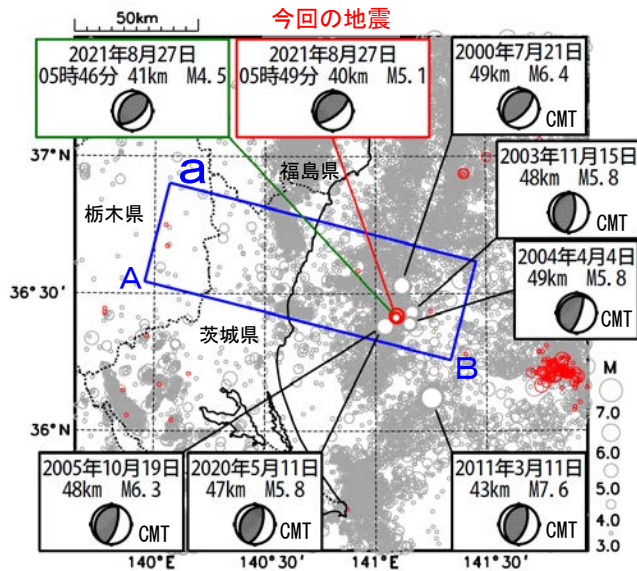 50km
今回の地震
2021年8月27日
05時46分 41km M4.5
2021年8月27日
05時49分 40km M5.1
2000年7月21日
49km M6.4
CMT
2003年11月15日
48km M5.8
CMT
2004年4月4日
49km M5.8
CMT
37°N
36°30'
36°N
a
福島県
栃木県
A
茨城県
B
M
7.0
6.0
5.0
4.0
3.0
2005年10月19日
48km M6.3
CMT
2020年5月11日
47km M5.8
CMT
2011年3月11日
43km M7.6
CMT
140°E
140°30'
141°E
141°30'